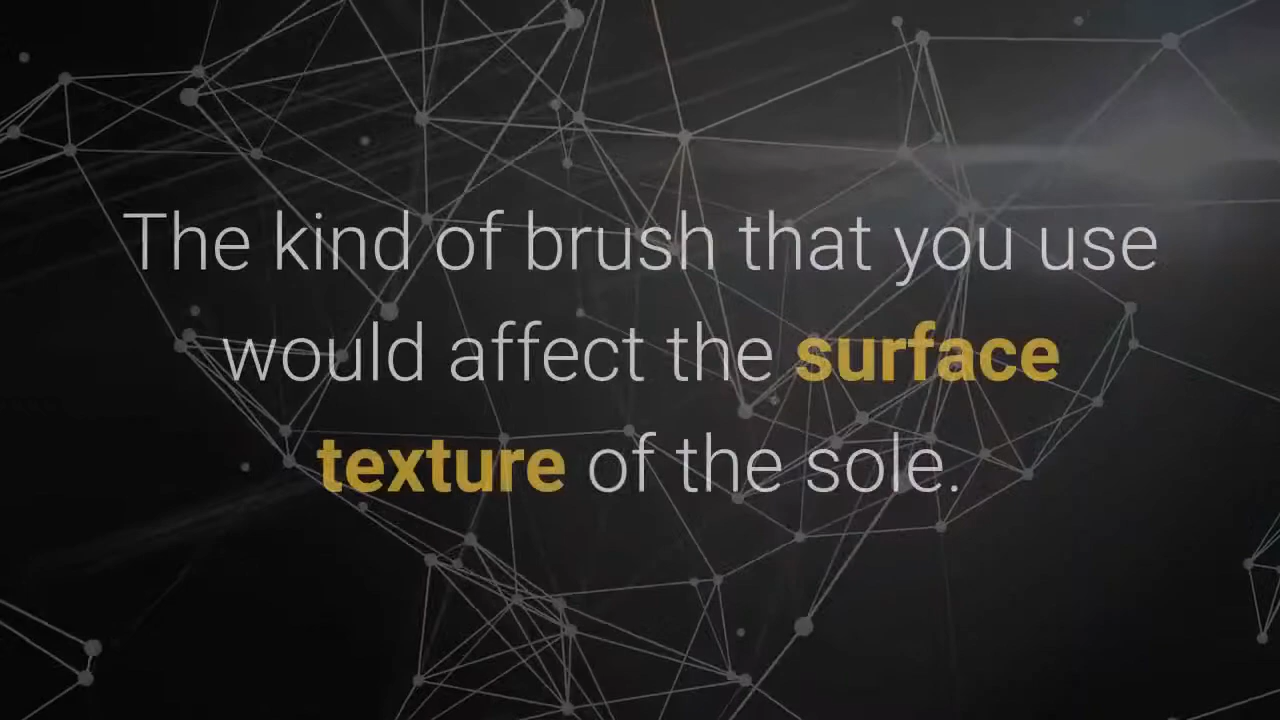 The kind of brush that you use
would affect the surface
texture of the sole.